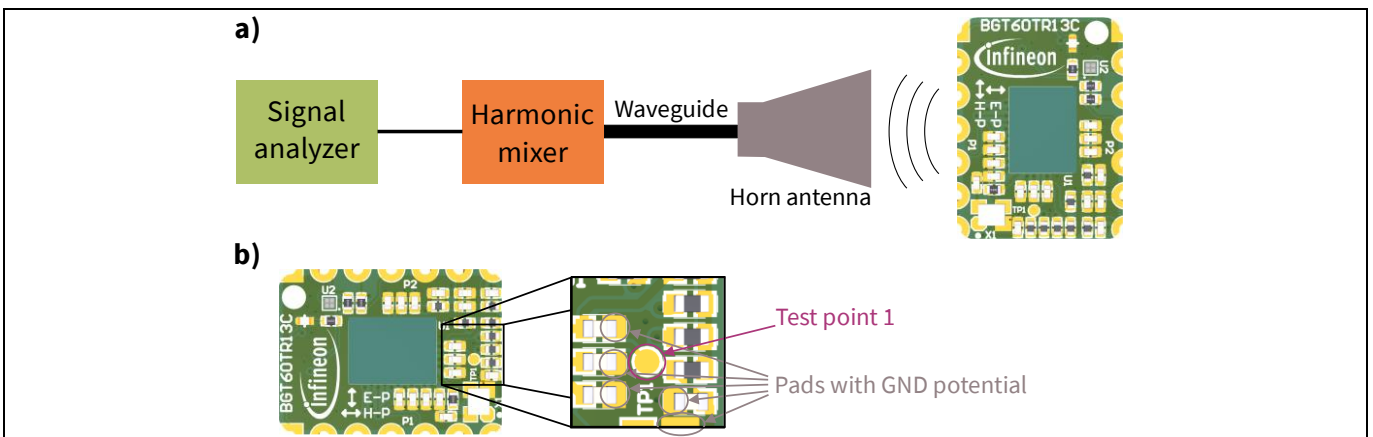 a)
BGT60TR13C
infineon
U2
E-P
H-P
P1
P2
U1
TP1
X1
Signal
analyzer
Harmonic
mixer
Waveguide
Horn antenna
b)
U2
P2
BGT60TR13C
infineon
TP1
X1
E-P
H-P
P1
TP1
Test point 1
Pads with GND potential